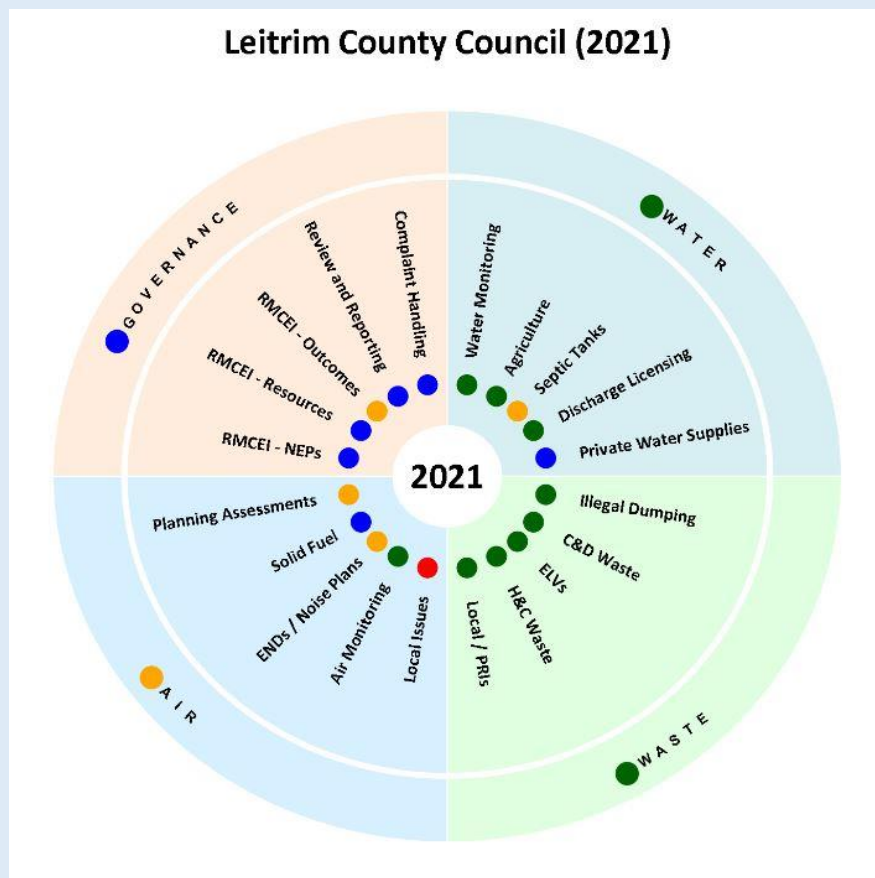 Leitrim County Council (2021)
GOVERNANCE
Complaint Handling
Review and Reporting
RMCEI - Outcomes
RMCEI - Resources
RMCEI - NEPs
WATER
Water Monitoring
Agriculture
Septic Tanks
Discharge Licensing
Private Water Supplies
2021
Planning Assessments
Solid Fuel
ENDs / Noise Plans
Air Monitoring
Local Issues
AIR
Illegal Dumping
C&D Waste
ELVs
H&C Waste
Local / PRIs
WASTE